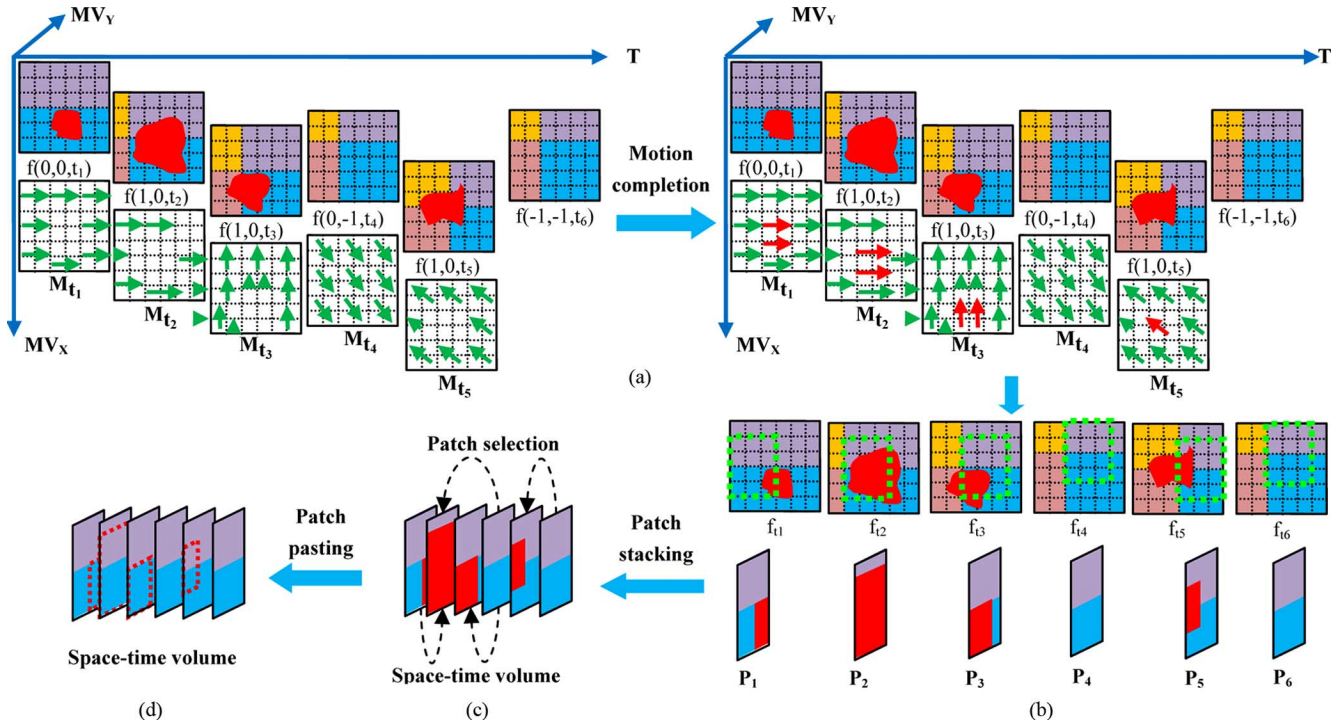 MV_Y
T
f(0,0,t₁)
f(1,0,t₂)
f(1,0,t₃)
f(0,-1,t₄)
f(1,0,t₅)
f(-1,-1,t₆)
M_t₁
M_t₂
M_t₃
M_t₄
M_t₅
MV_X
Motion
completion
MV_Y
T
f(0,0,t₁)
f(1,0,t₂)
f(1,0,t₃)
f(0,-1,t₄)
f(1,0,t₅)
f(-1,-1,t₆)
M_t₁
M_t₂
M_t₃
M_t₄
M_t₅
MV_X
(a)
f_t1
f_t2
f_t3
f_t4
f_t5
f_t6
P₁
P₂
P₃
P₄
P₅
P₆
(b)
Patch
stacking
Patch selection
Space-time volume
(c)
Patch
pasting
Space-time volume
(d)